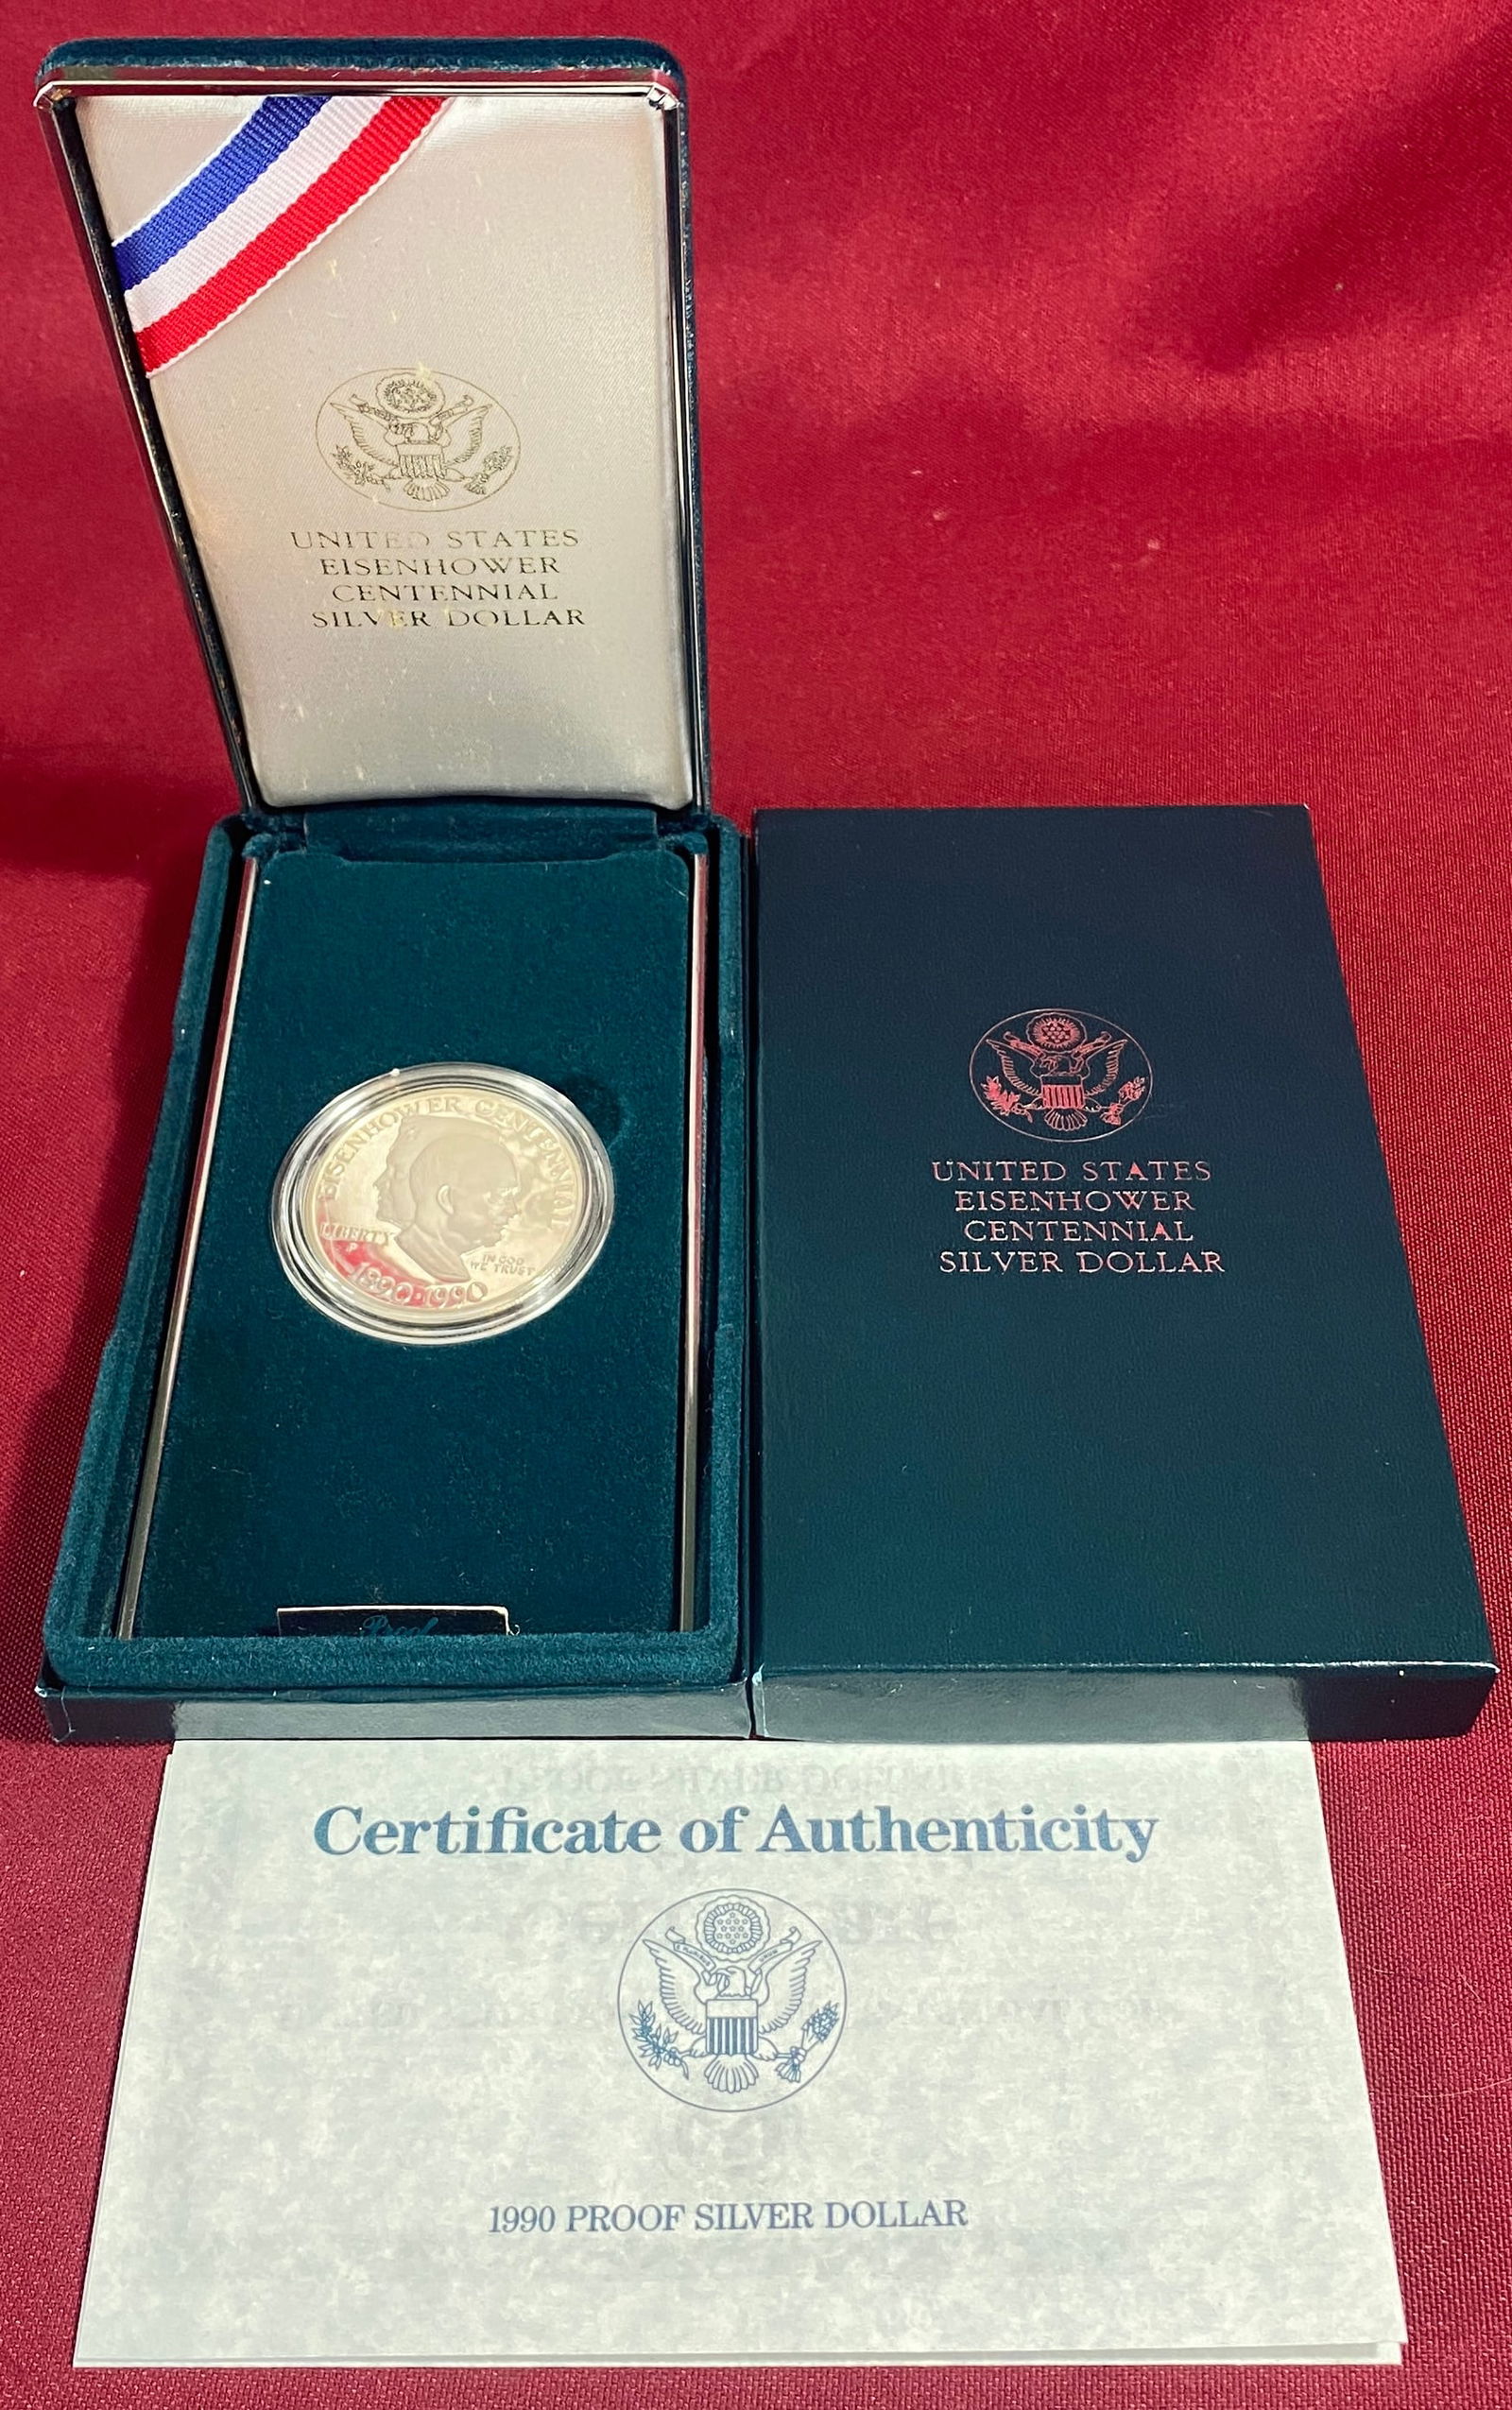 UNITED STATES
EISENHOWER
CENTENNIAL
SILVER DOLLAR
EISENHOWER CENTENNIAL
LIBERTY
P
IN GOD
WE TRUST
1890-1990
Proof
UNITED STATES
EISENHOWER
CENTENNIAL
SILVER DOLLAR
Certificate of Authenticity
1990 PROOF SILVER DOLLAR